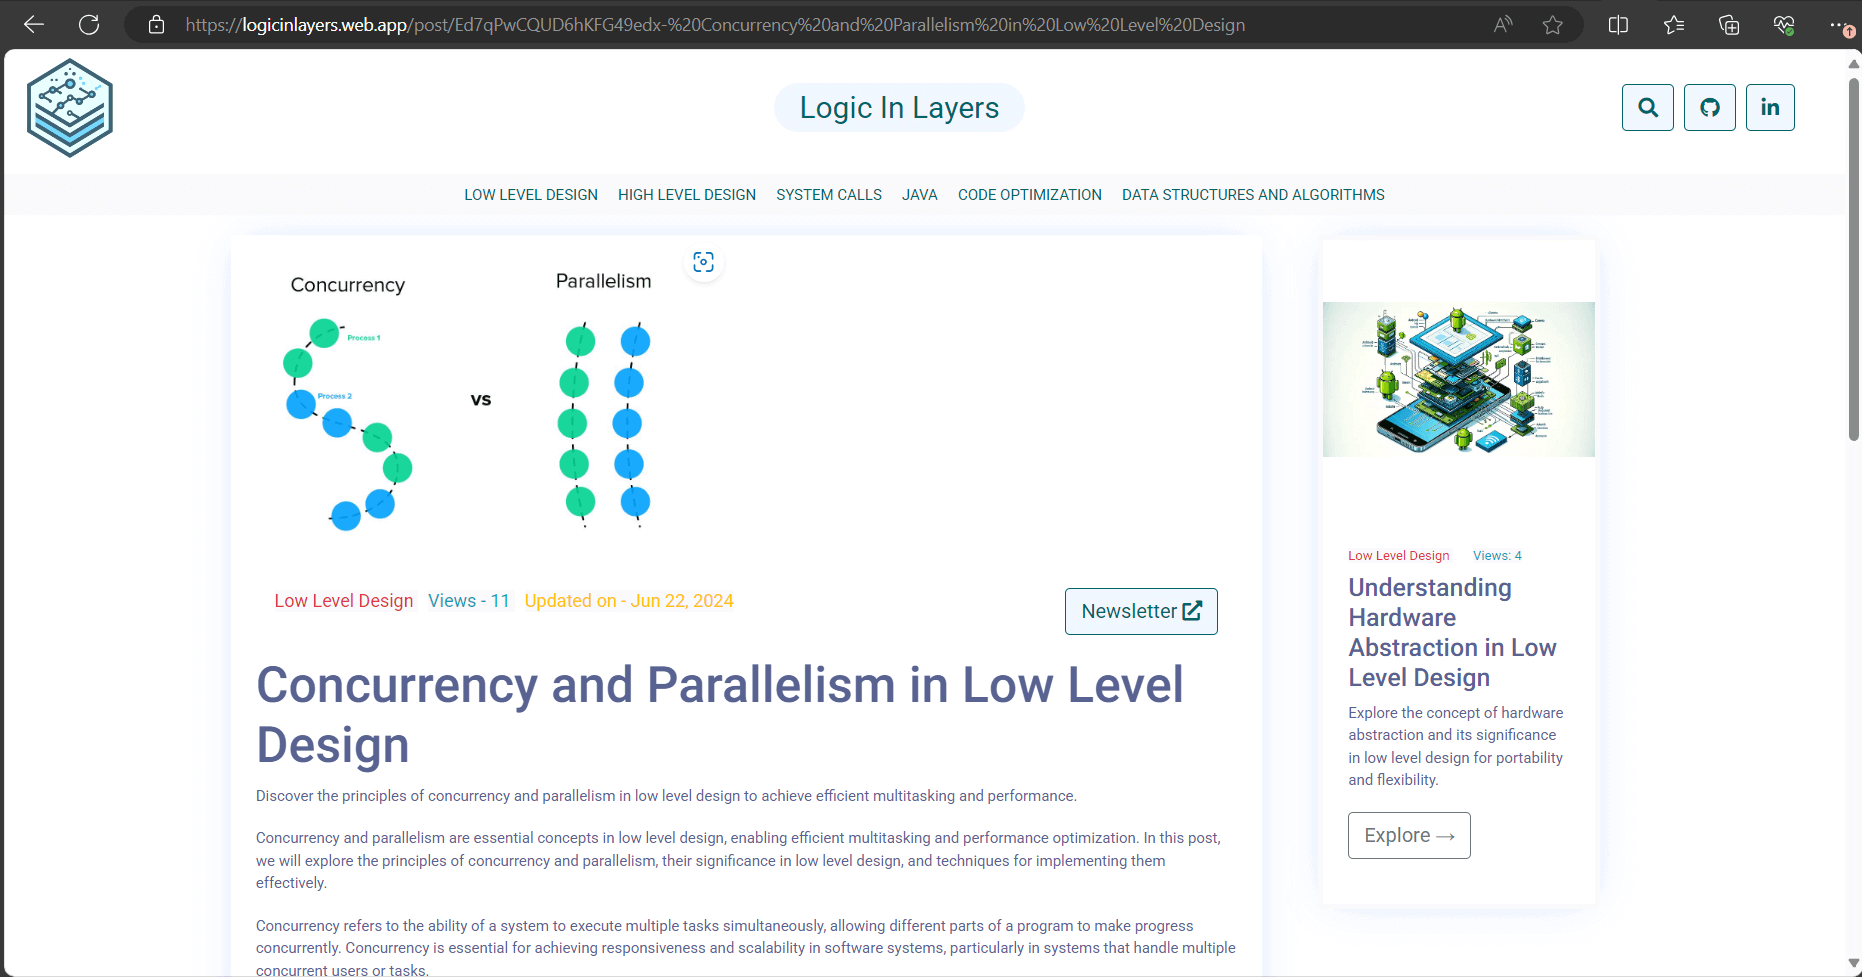 https://logicinlayers.web.app/post/Ed7qPwCQUD6hKFG49edx-%20Concurrency%20and%20Parallelism%20in%20Low%20Level%20Design
Logic In Layers
LOW LEVEL DESIGN HIGH LEVEL DESIGN SYSTEM CALLS JAVA CODE OPTIMIZATION DATA STRUCTURES AND ALGORITHMS
Concurrency
Parallelism
Process 1
Process 2
vs
Low Level Design Views - 11 Updated on - Jun 22, 2024
Newsletter
Concurrency and Parallelism in Low Level
Design
Discover the principles of concurrency and parallelism in low level design to achieve efficient multitasking and performance.
Concurrency and parallelism are essential concepts in low level design, enabling efficient multitasking and performance optimization. In this post,
we will explore the principles of concurrency and parallelism, their significance in low level design, and techniques for implementing them
effectively.
Concurrency refers to the ability of a system to execute multiple tasks simultaneously, allowing different parts of a program to make progress
concurrently. Concurrency is essential for achieving responsiveness and scalability in software systems, particularly in systems that handle multiple
concurrent users or tasks.
Low Level Design Views: 4
Understanding
Hardware
Abstraction in Low
Level Design
Explore the concept of hardware
abstraction and its significance
in low level design for portability
and flexibility.
Explore →